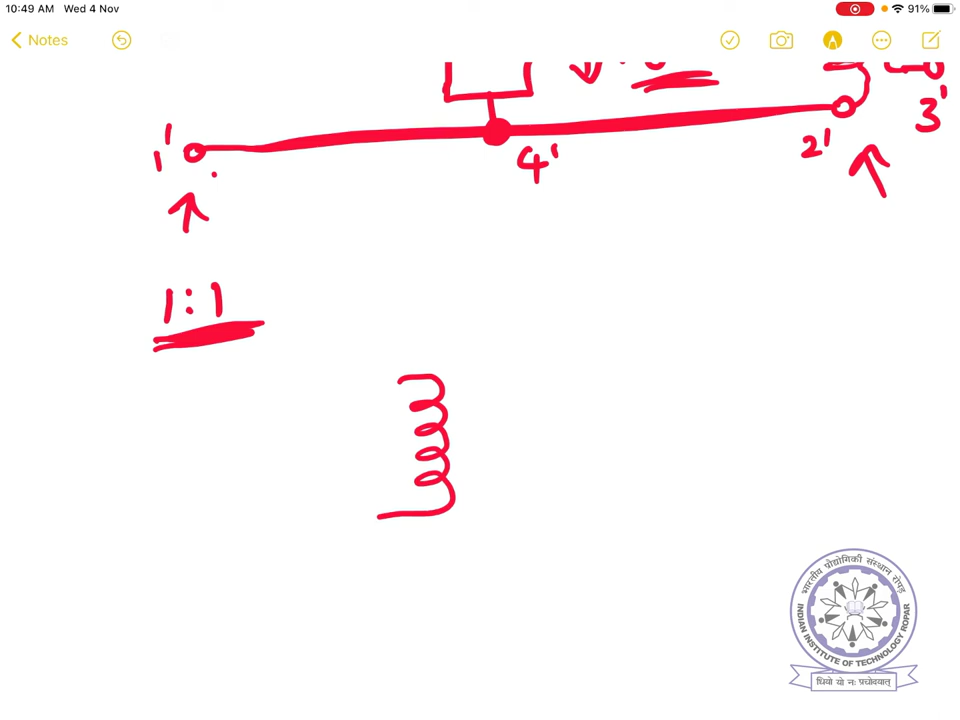 10:49 AM Wed 4 Nov
91%
Notes
1'
4'
2'
3'
1:1
भारतीय प्रौद्योगिकी संस्थान रोपड़
INDIAN INSTITUTE OF TECHNOLOGY ROPAR
धियो यो नः प्रचोदयात्